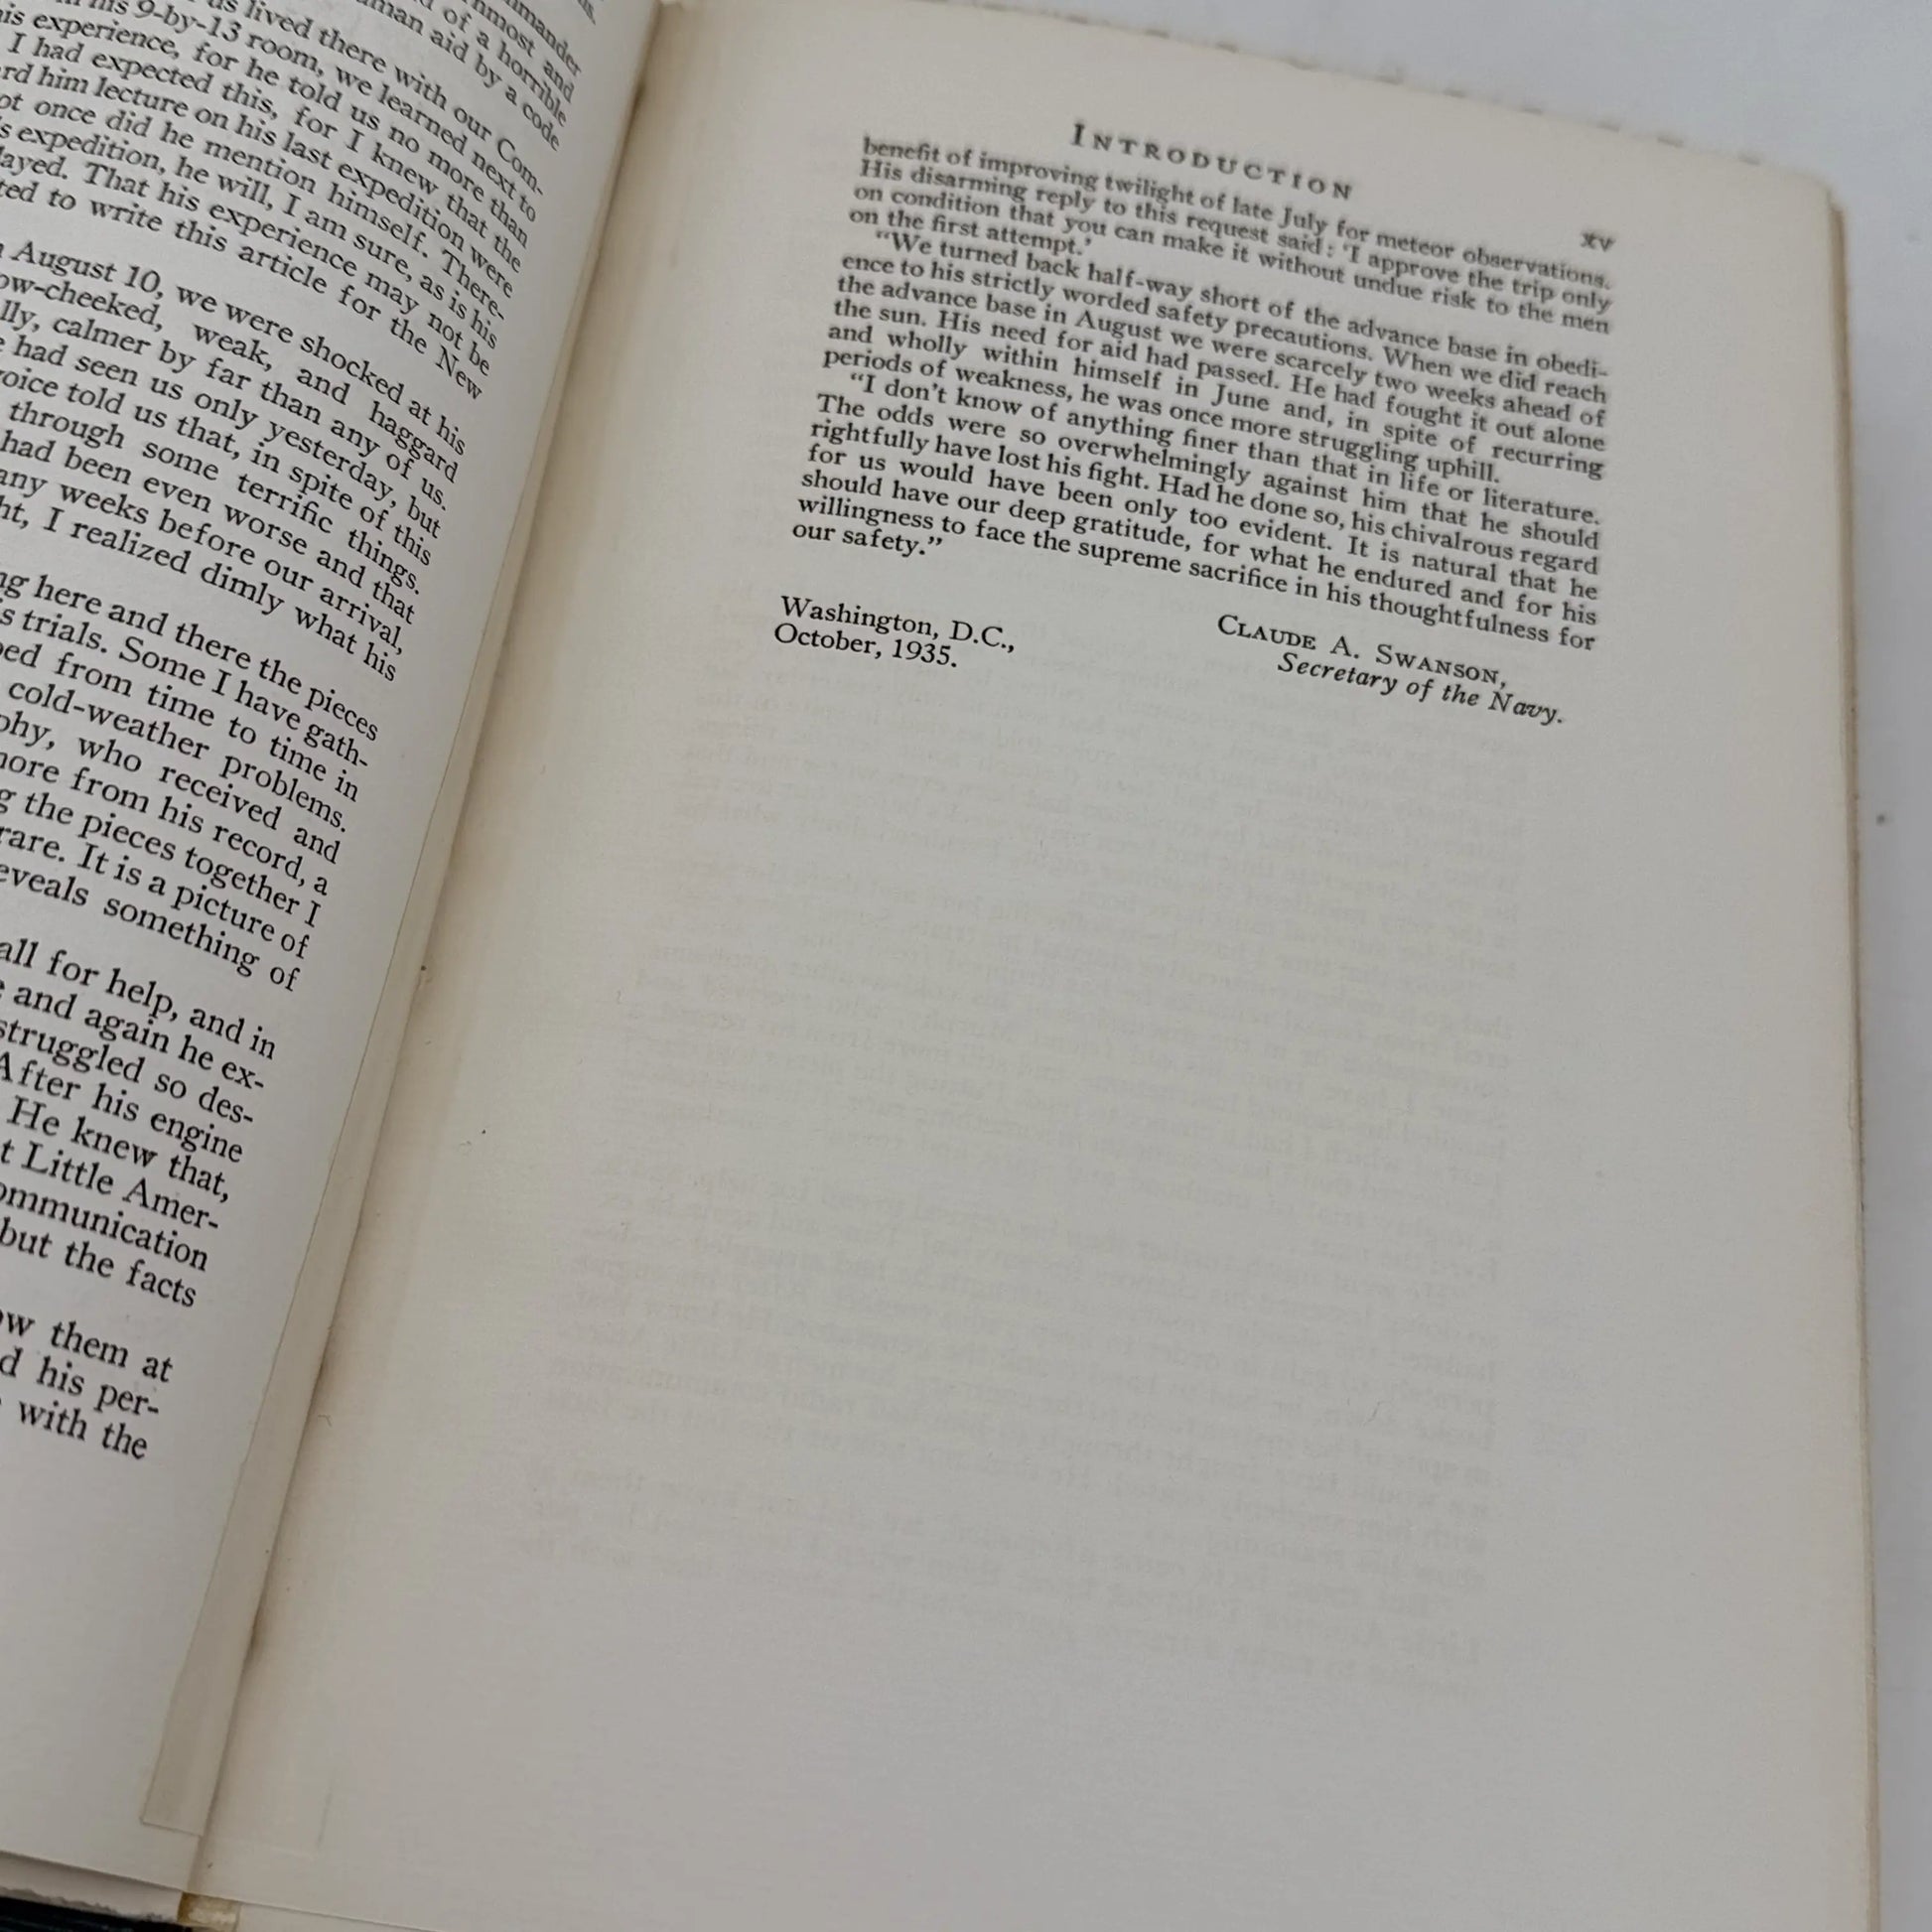 mmander
nmost and
of a horrible
man aid by a code
us lived there with our Com-
his 9-by-13 room, we learned next to
is experience, for he told us no more than
I had expected this, for I knew that the
rd him lecture on his last expedition were
ot once did he mention himself. There-
s expedition, he will, I am sure, as is his
layed. That his experience may not be
ted to write this article for the New
August 10, we were shocked at his
ow-cheeked, weak, and haggard
lly, calmer by far than any of us.
e had seen us only yesterday, but
voice told us that, in spite of this
through some terrific things.
had been even worse and that
any weeks before our arrival,
ht, I realized dimly what his
ng here and there the pieces
s trials. Some I have gath-
ped from time to time in
cold-weather problems.
phy, who received and
more from his record, a
g the pieces together I
rare. It is a picture of
eveals something of
all for help, and in
e and again he ex-
struggled so des-
After his engine
He knew that,
t Little Amer-
ommunication
but the facts
ow them at
d his per-
with the
INTRODUCTION
xv
benefit of improving twilight of late July for meteor observations.
His disarming reply to this request said: 'I approve the trip only
on condition that you can make it without undue risk to the men
on the first attempt.'
"We turned back half-way short of the advance base in obedi-
ence to his strictly worded safety precautions. When we did reach
the advance base in August we were scarcely two weeks ahead of
the sun. His need for aid had passed. He had fought it out alone
and wholly within himself in June and, in spite of recurring
periods of weakness, he was once more struggling uphill.
"I don't know of anything finer than that in life or literature.
The odds were so overwhelmingly against him that he should
rightfully have lost his fight. Had he done so, his chivalrous regard
for us would have been only too evident. It is natural that he
should have our deep gratitude, for what he endured and for his
willingness to face the supreme sacrifice in his thoughtfulness for
our safety."
CLAUDE A. SWANSON,
Secretary of the Navy.
Washington, D.C.,
October, 1935.